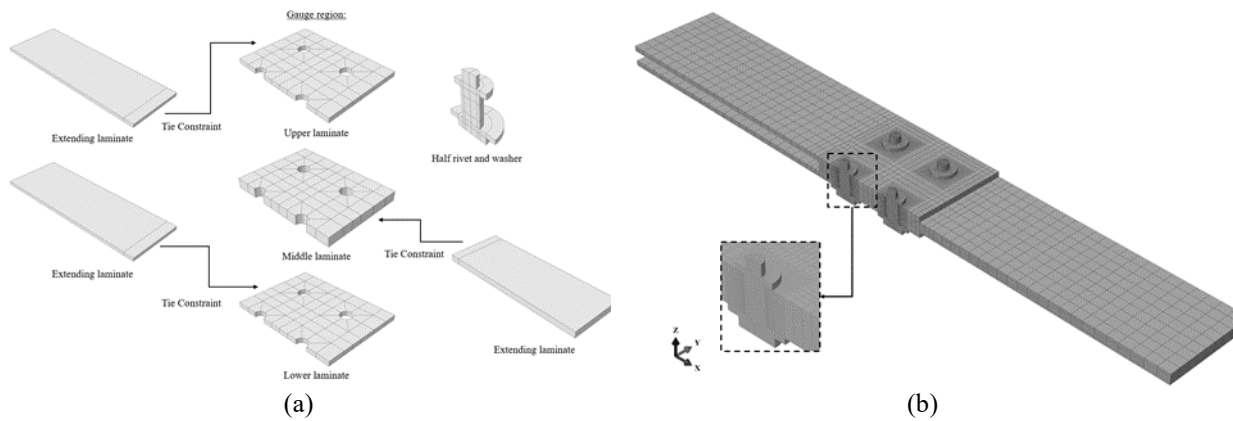 Gauge region:
Extending laminate
Tie Constraint
Upper laminate
Half rivet and washer
Extending laminate
Tie Constraint
Middle laminate
Tie Constraint
Lower laminate
Extending laminate
(a)
Z
Y
X
(b)